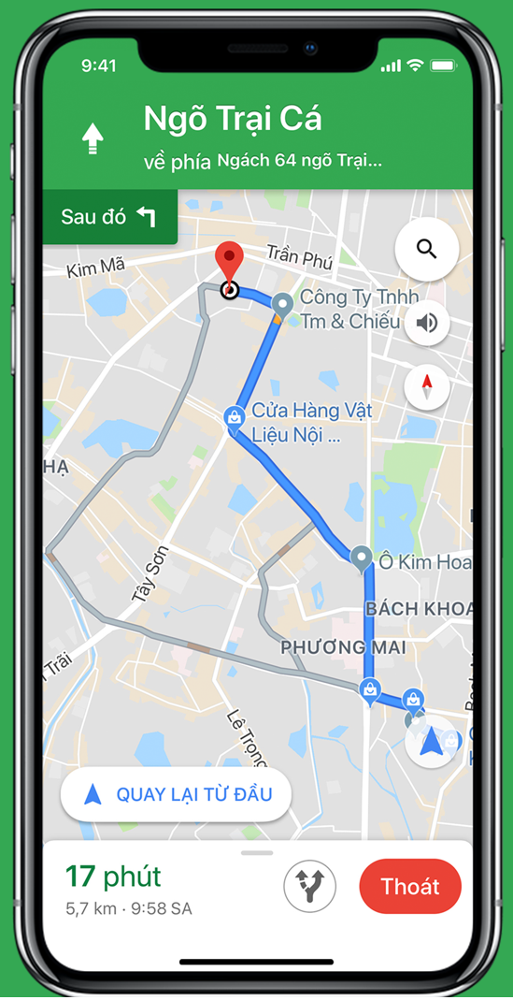 9:41
Ngõ Trại Cá
về phía Ngách 64 ngõ Trại...
Sau đó
Kim Mã
Trần Phú
Công Ty Tnhh
Tm & Chiếu
Cửa Hàng Vật
Liệu Nội ...
HẠ
Ô Kim Hoa
Tây Sơn
BÁCH KHOA
PHƯƠNG MAI
Trãi
Lê Trọng
QUAY LẠI TỪ ĐẦU
17 phút
5,7 km · 9:58 SA
Thoát